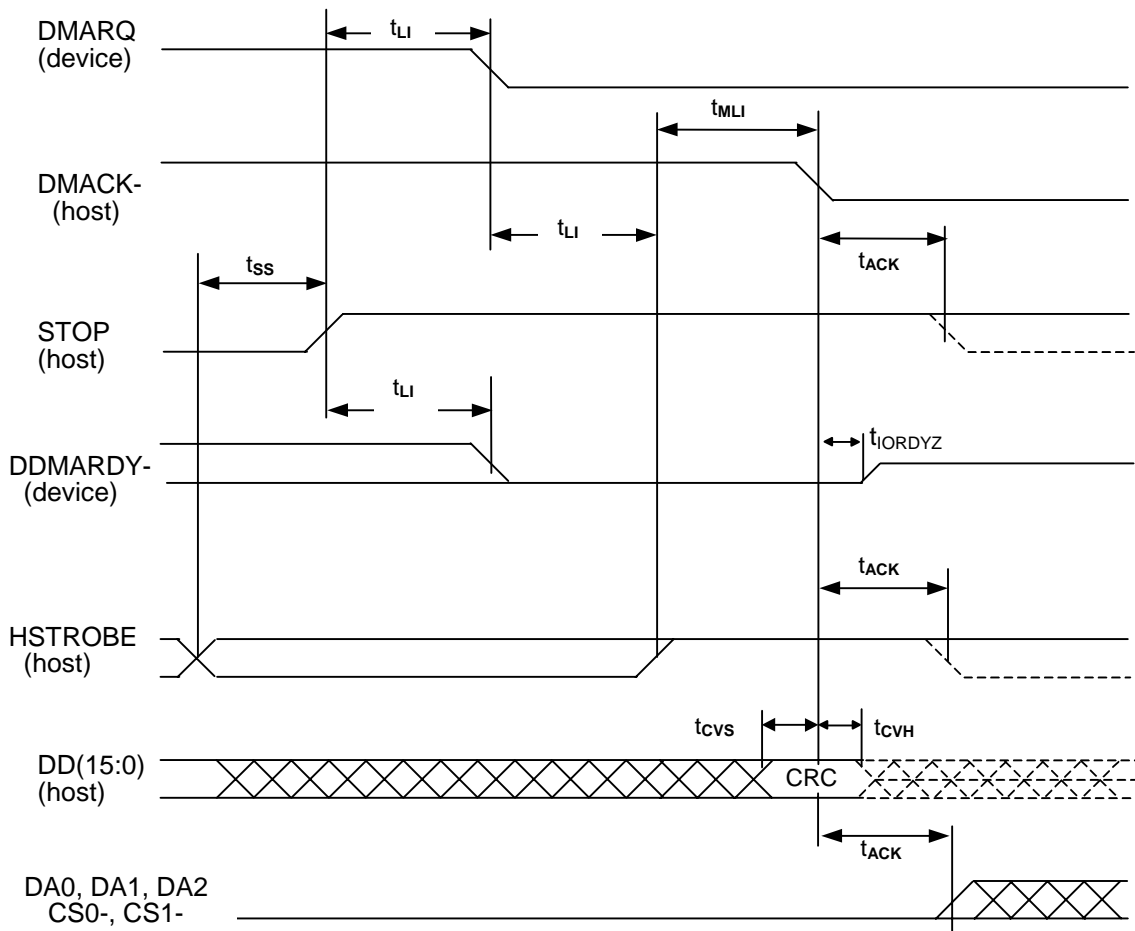 DMARQ
(device)
tLI
tMLI
DMACK-
(host)
tLI
tACK
tSS
STOP
(host)
tLI
tIORDYZ
DDMARDY-
(device)
tACK
HSTROBE
(host)
tCVS
tCVH
DD(15:0)
(host)
CRC
tACK
DA0, DA1, DA2
CS0-, CS1-